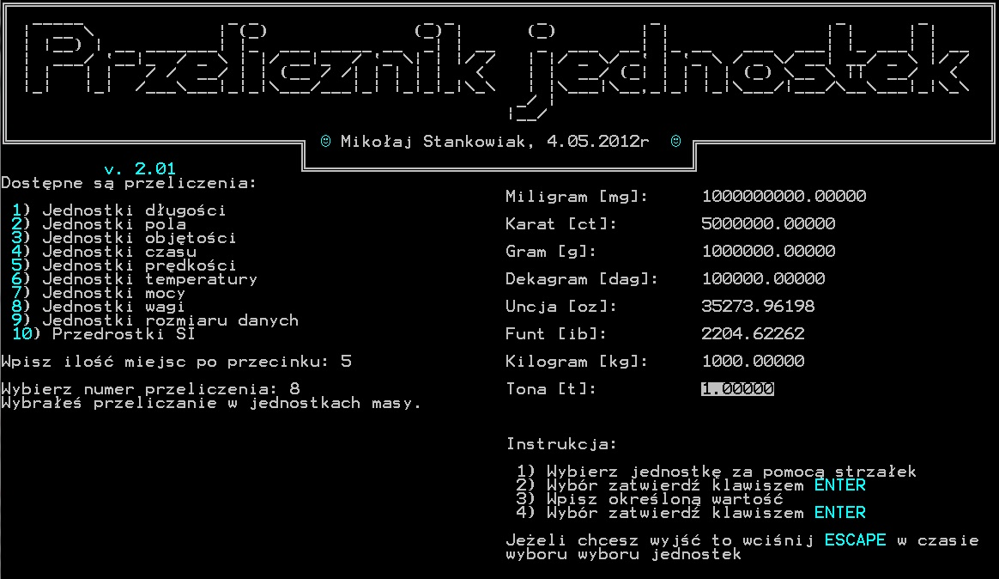 Przelicznik jednostek
☺ Mikołaj Stankowiak, 4.05.2012r ☺
v. 2.01
Dostępne są przeliczenia:
1) Jednostki długości
2) Jednostki pola
3) Jednostki objętości
4) Jednostki czasu
5) Jednostki prędkości
6) Jednostki temperatury
7) Jednostki mocy
8) Jednostki wagi
9) Jednostki rozmiaru danych
10) Przedrostki SI
Wpisz ilość miejsc po przecinku: 5
Wybierz numer przeliczenia: 8
Wybrałeś przeliczanie w jednostkach masy.
Miligram [mg]: 1000000000.00000
Karat [ct]: 5000000.00000
Gram [g]: 1000000.00000
Dekagram [dag]: 100000.00000
Uncja [oz]: 35273.96198
Funt [ib]: 2204.62262
Kilogram [kg]: 1000.00000
Tona [t]: 1.00000
Instrukcja:
1) Wybierz jednostkę za pomocą strzałek
2) Wybór zatwierdź klawiszem ENTER
3) Wpisz określoną wartość
4) Wybór zatwierdź klawiszem ENTER
Jeżeli chcesz wyjść to wciśnij ESCAPE w czasie
wyboru wyboru jednostek